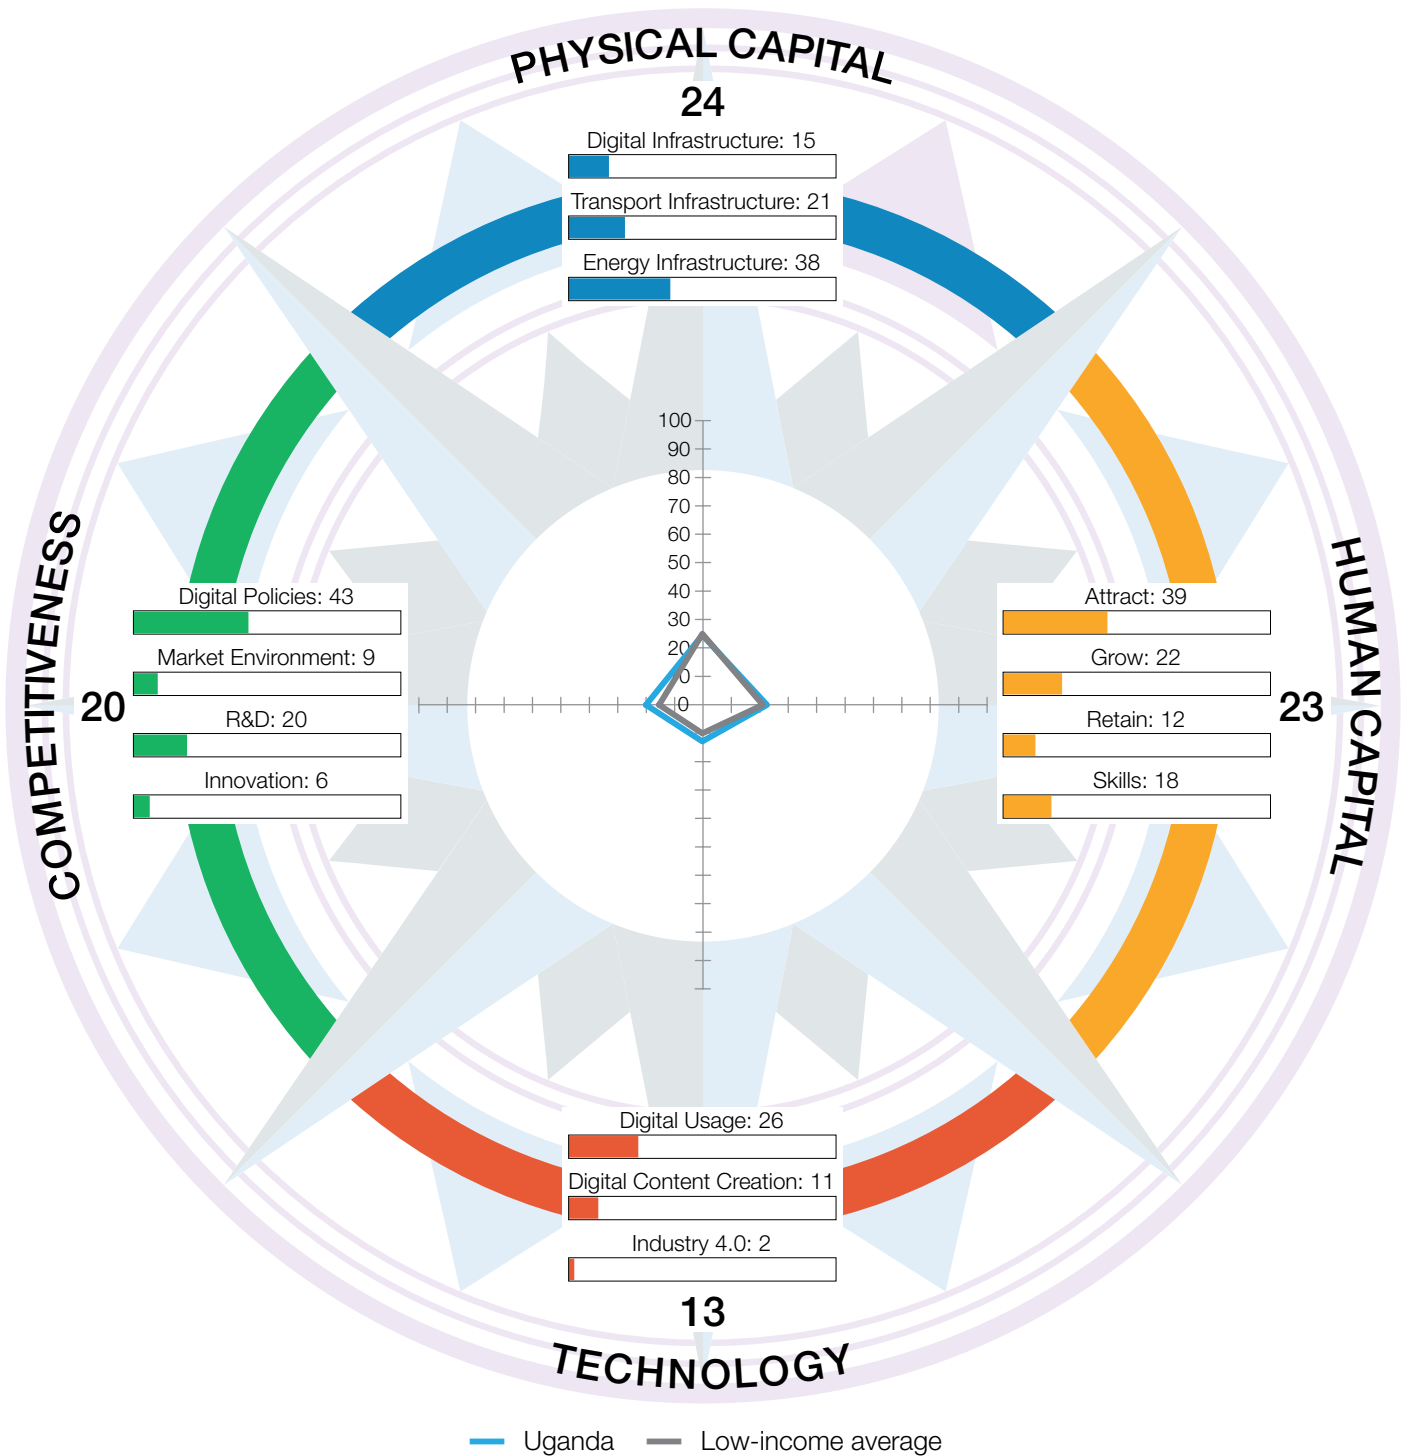 PHYSICAL CAPITAL
24
Digital Infrastructure: 15
Transport Infrastructure: 21
Energy Infrastructure: 38
100
90
80
70
60
50
40
30
20
10
0
COMPETITIVENESS
20
Digital Policies: 43
Market Environment: 9
R&D: 20
Innovation: 6
HUMAN CAPITAL
23
Attract: 39
Grow: 22
Retain: 12
Skills: 18
Digital Usage: 26
Digital Content Creation: 11
Industry 4.0: 2
13
TECHNOLOGY
Uganda
Low-income average